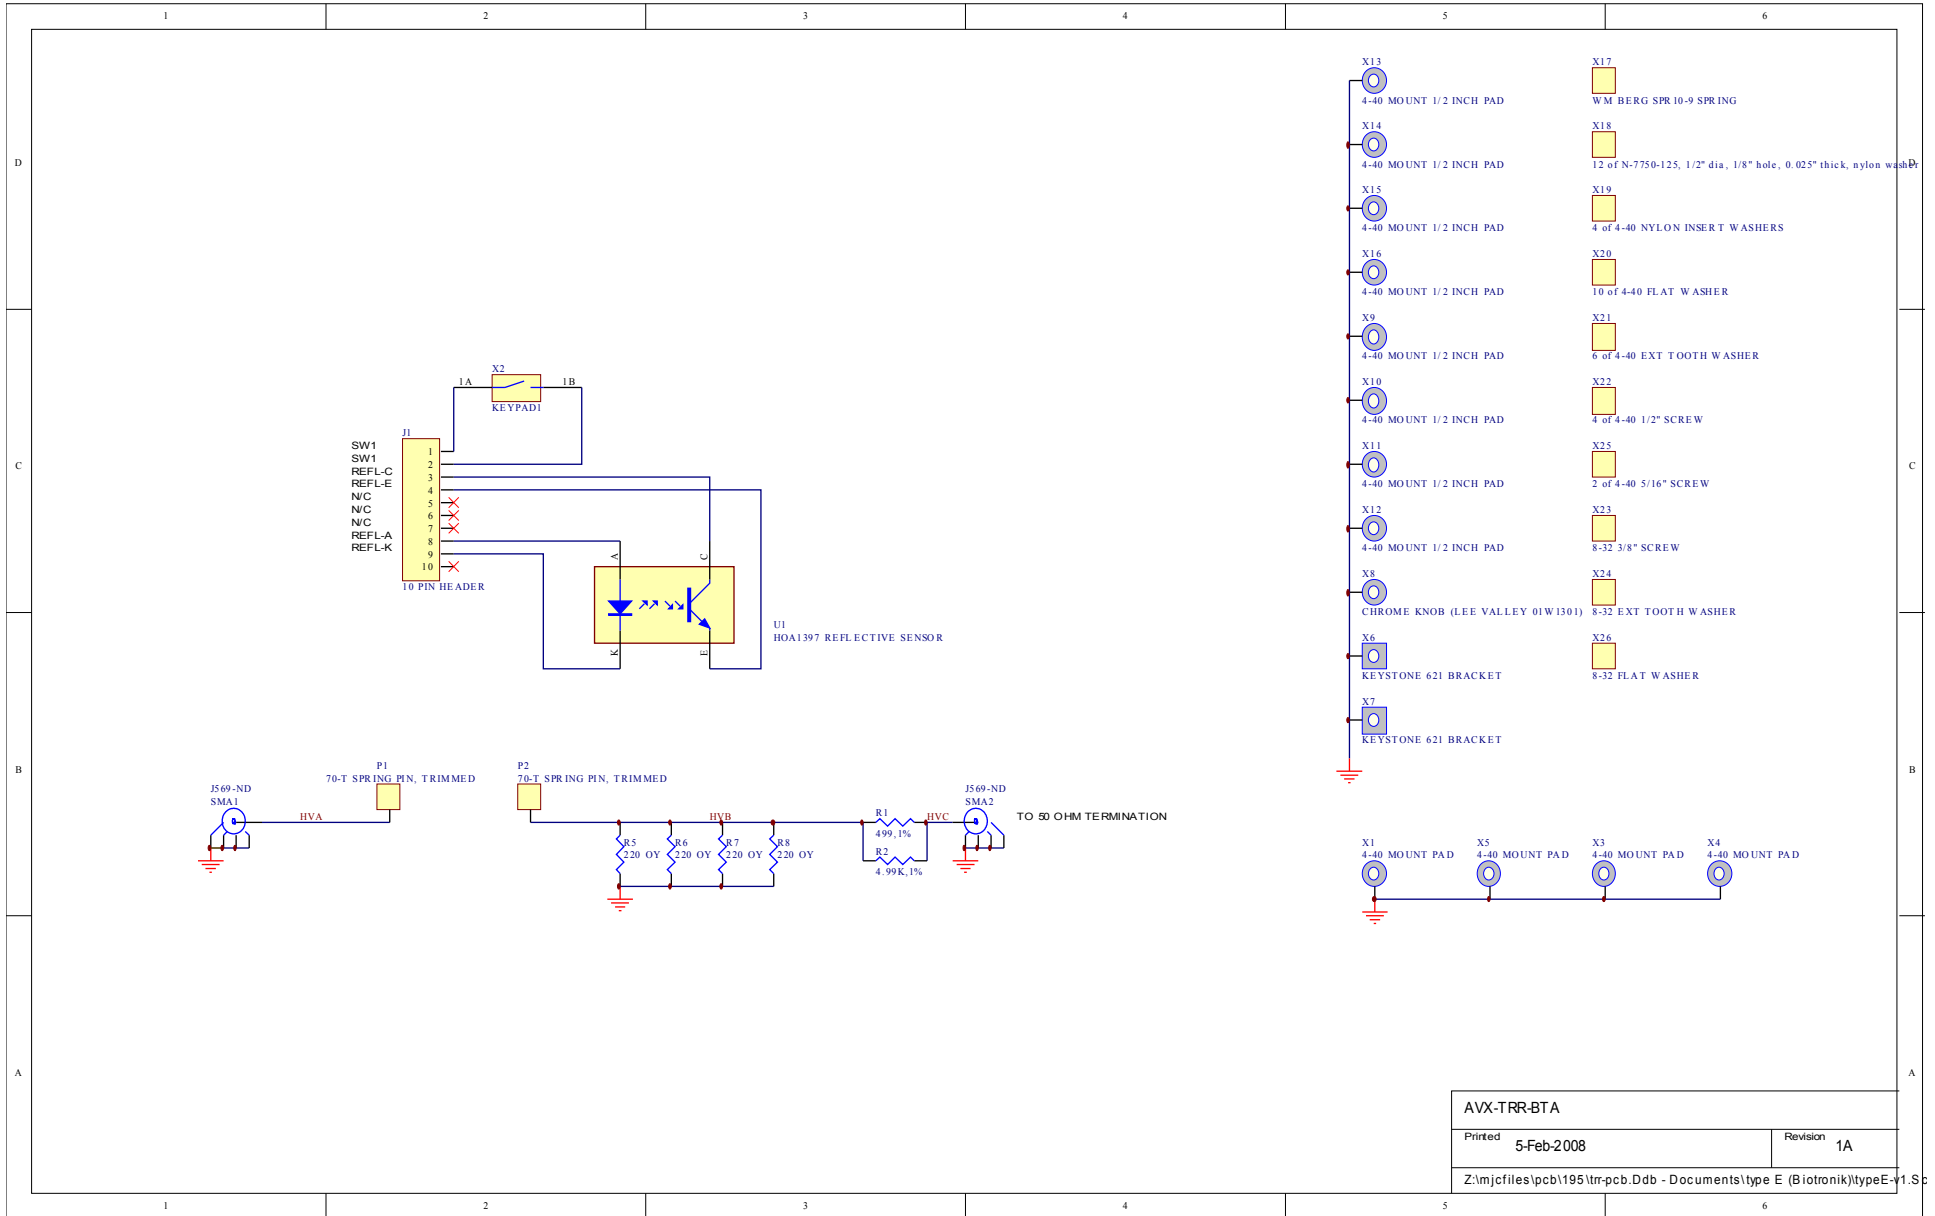 1 2 3 4 5 6
D
C
B
A
X13
4-40 MOUNT 1/2 INCH PAD
X14
4-40 MOUNT 1/2 INCH PAD
X15
4-40 MOUNT 1/2 INCH PAD
X16
4-40 MOUNT 1/2 INCH PAD
X9
4-40 MOUNT 1/2 INCH PAD
X10
4-40 MOUNT 1/2 INCH PAD
X11
4-40 MOUNT 1/2 INCH PAD
X12
4-40 MOUNT 1/2 INCH PAD
X8
CHROME KNOB (LEE VALLEY 01W1301)
X6
KEYSTONE 621 BRACKET
X7
KEYSTONE 621 BRACKET
X17
WM BERG SPR10-9 SPRING
X18
12 of N-7750-125, 1/2" dia, 1/8" hole, 0.025" thick, nylon washer
X19
4 of 4-40 NYLON INSERT WASHERS
X20
10 of 4-40 FLAT WASHER
X21
6 of 4-40 EXT TOOTH WASHER
X22
4 of 4-40 1/2" SCREW
X25
2 of 4-40 5/16" SCREW
X23
8-32 3/8" SCREW
X24
8-32 EXT TOOTH WASHER
X26
8-32 FLAT WASHER
D
C
B
A
X2
1A 1B
KEYPAD1
J1
SW1 1
SW1 2
REFL-C 3
REFL-E 4
N/C 5
N/C 6
N/C 7
REFL-A 8
REFL-K 9
10
10 PIN HEADER
A C
K E
U1
HOA1397 REFLECTIVE SENSOR
P1
70-T SPRING PIN, TRIMMED
P2
70-T SPRING PIN, TRIMMED
J569-ND
SMA1
HVA
HVB
R5
220 OY
R6
220 OY
R7
220 OY
R8
220 OY
R1
499,1%
R2
4.99K,1%
HVC
J569-ND
SMA2
TO 50 OHM TERMINATION
X1
4-40 MOUNT PAD
X5
4-40 MOUNT PAD
X3
4-40 MOUNT PAD
X4
4-40 MOUNT PAD
AVX-TRR-BTA
Printed 5-Feb-2008
Revision 1A
Z:\mjcfiles\pcb\195\trr-pcb.Ddb - Documents\type E (Biotronik)\typeE-v1.Sc
1 2 3 4 5 6